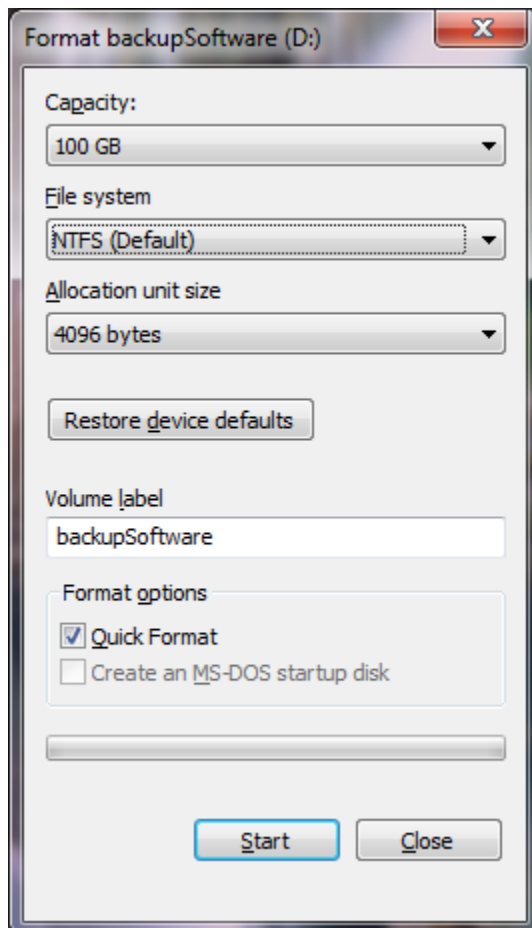 Format backupSoftware (D:)
Capacity:
100 GB
File system
NTFS (Default)
Allocation unit size
4096 bytes
Restore device defaults
Volume label
backupSoftware
Format options
Quick Format
Create an MS-DOS startup disk
Start Close